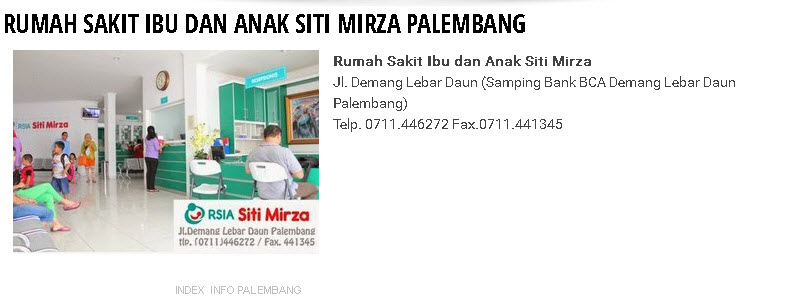 RUMAH SAKIT IBU DAN ANAK SITI MIRZA PALEMBANG
Rumah Sakit Ibu dan Anak Siti Mirza
Jl. Demang Lebar Daun (Samping Bank BCA Demang Lebar Daun
Palembang)
Telp. 0711.446272 Fax.0711.441345
RESEPSIONIS
RSIA Siti Mirza
RSIA Siti Mirza
Jl.Demang Lebar Daun Palembang
tlp. (0711)446272 / Fax. 441345
INDEX INFO PALEMBANG